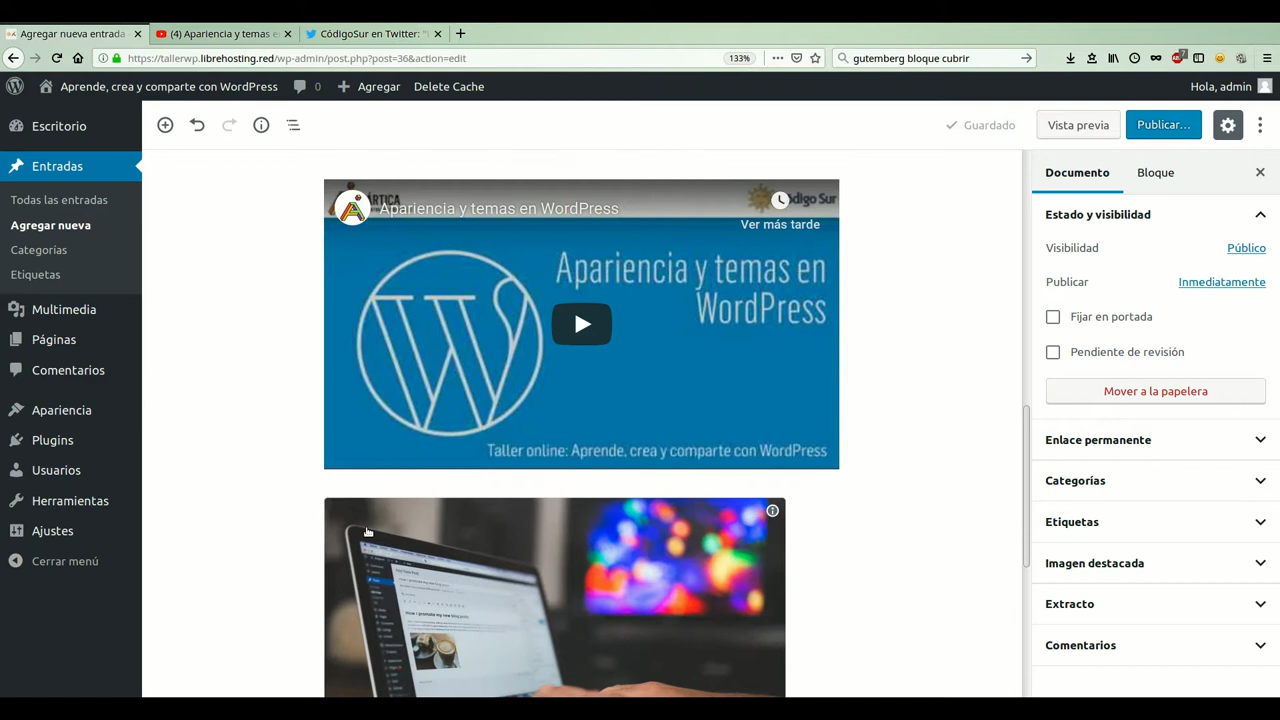 Agregar nueva entrada
(4) Apariencia y temas e
CódigoSur en Twitter: "
https://tallerwp.librehosting.red/wp-admin/post.php?post=36&action=edit
133%
gutemberg bloque cubrir
7
Aprende, crea y comparte con WordPress
0
Agregar
Delete Cache
Hola, admin
Escritorio
Entradas
Todas las entradas
Agregar nueva
Categorías
Etiquetas
Multimedia
Páginas
Comentarios
Apariencia
Plugins
Usuarios
Herramientas
Ajustes
Cerrar menú
Guardado
Vista previa
Publicar...
Apariencia y temas en WordPress
Código Sur
Ver más tarde
Apariencia y temas en
WordPress
Taller online: Aprende, crea y comparte con WordPress
Documento
Bloque
Estado y visibilidad
Visibilidad
Público
Publicar
Inmediatamente
Fijar en portada
Pendiente de revisión
Mover a la papelera
Enlace permanente
Categorías
Etiquetas
Imagen destacada
Extracto
Comentarios